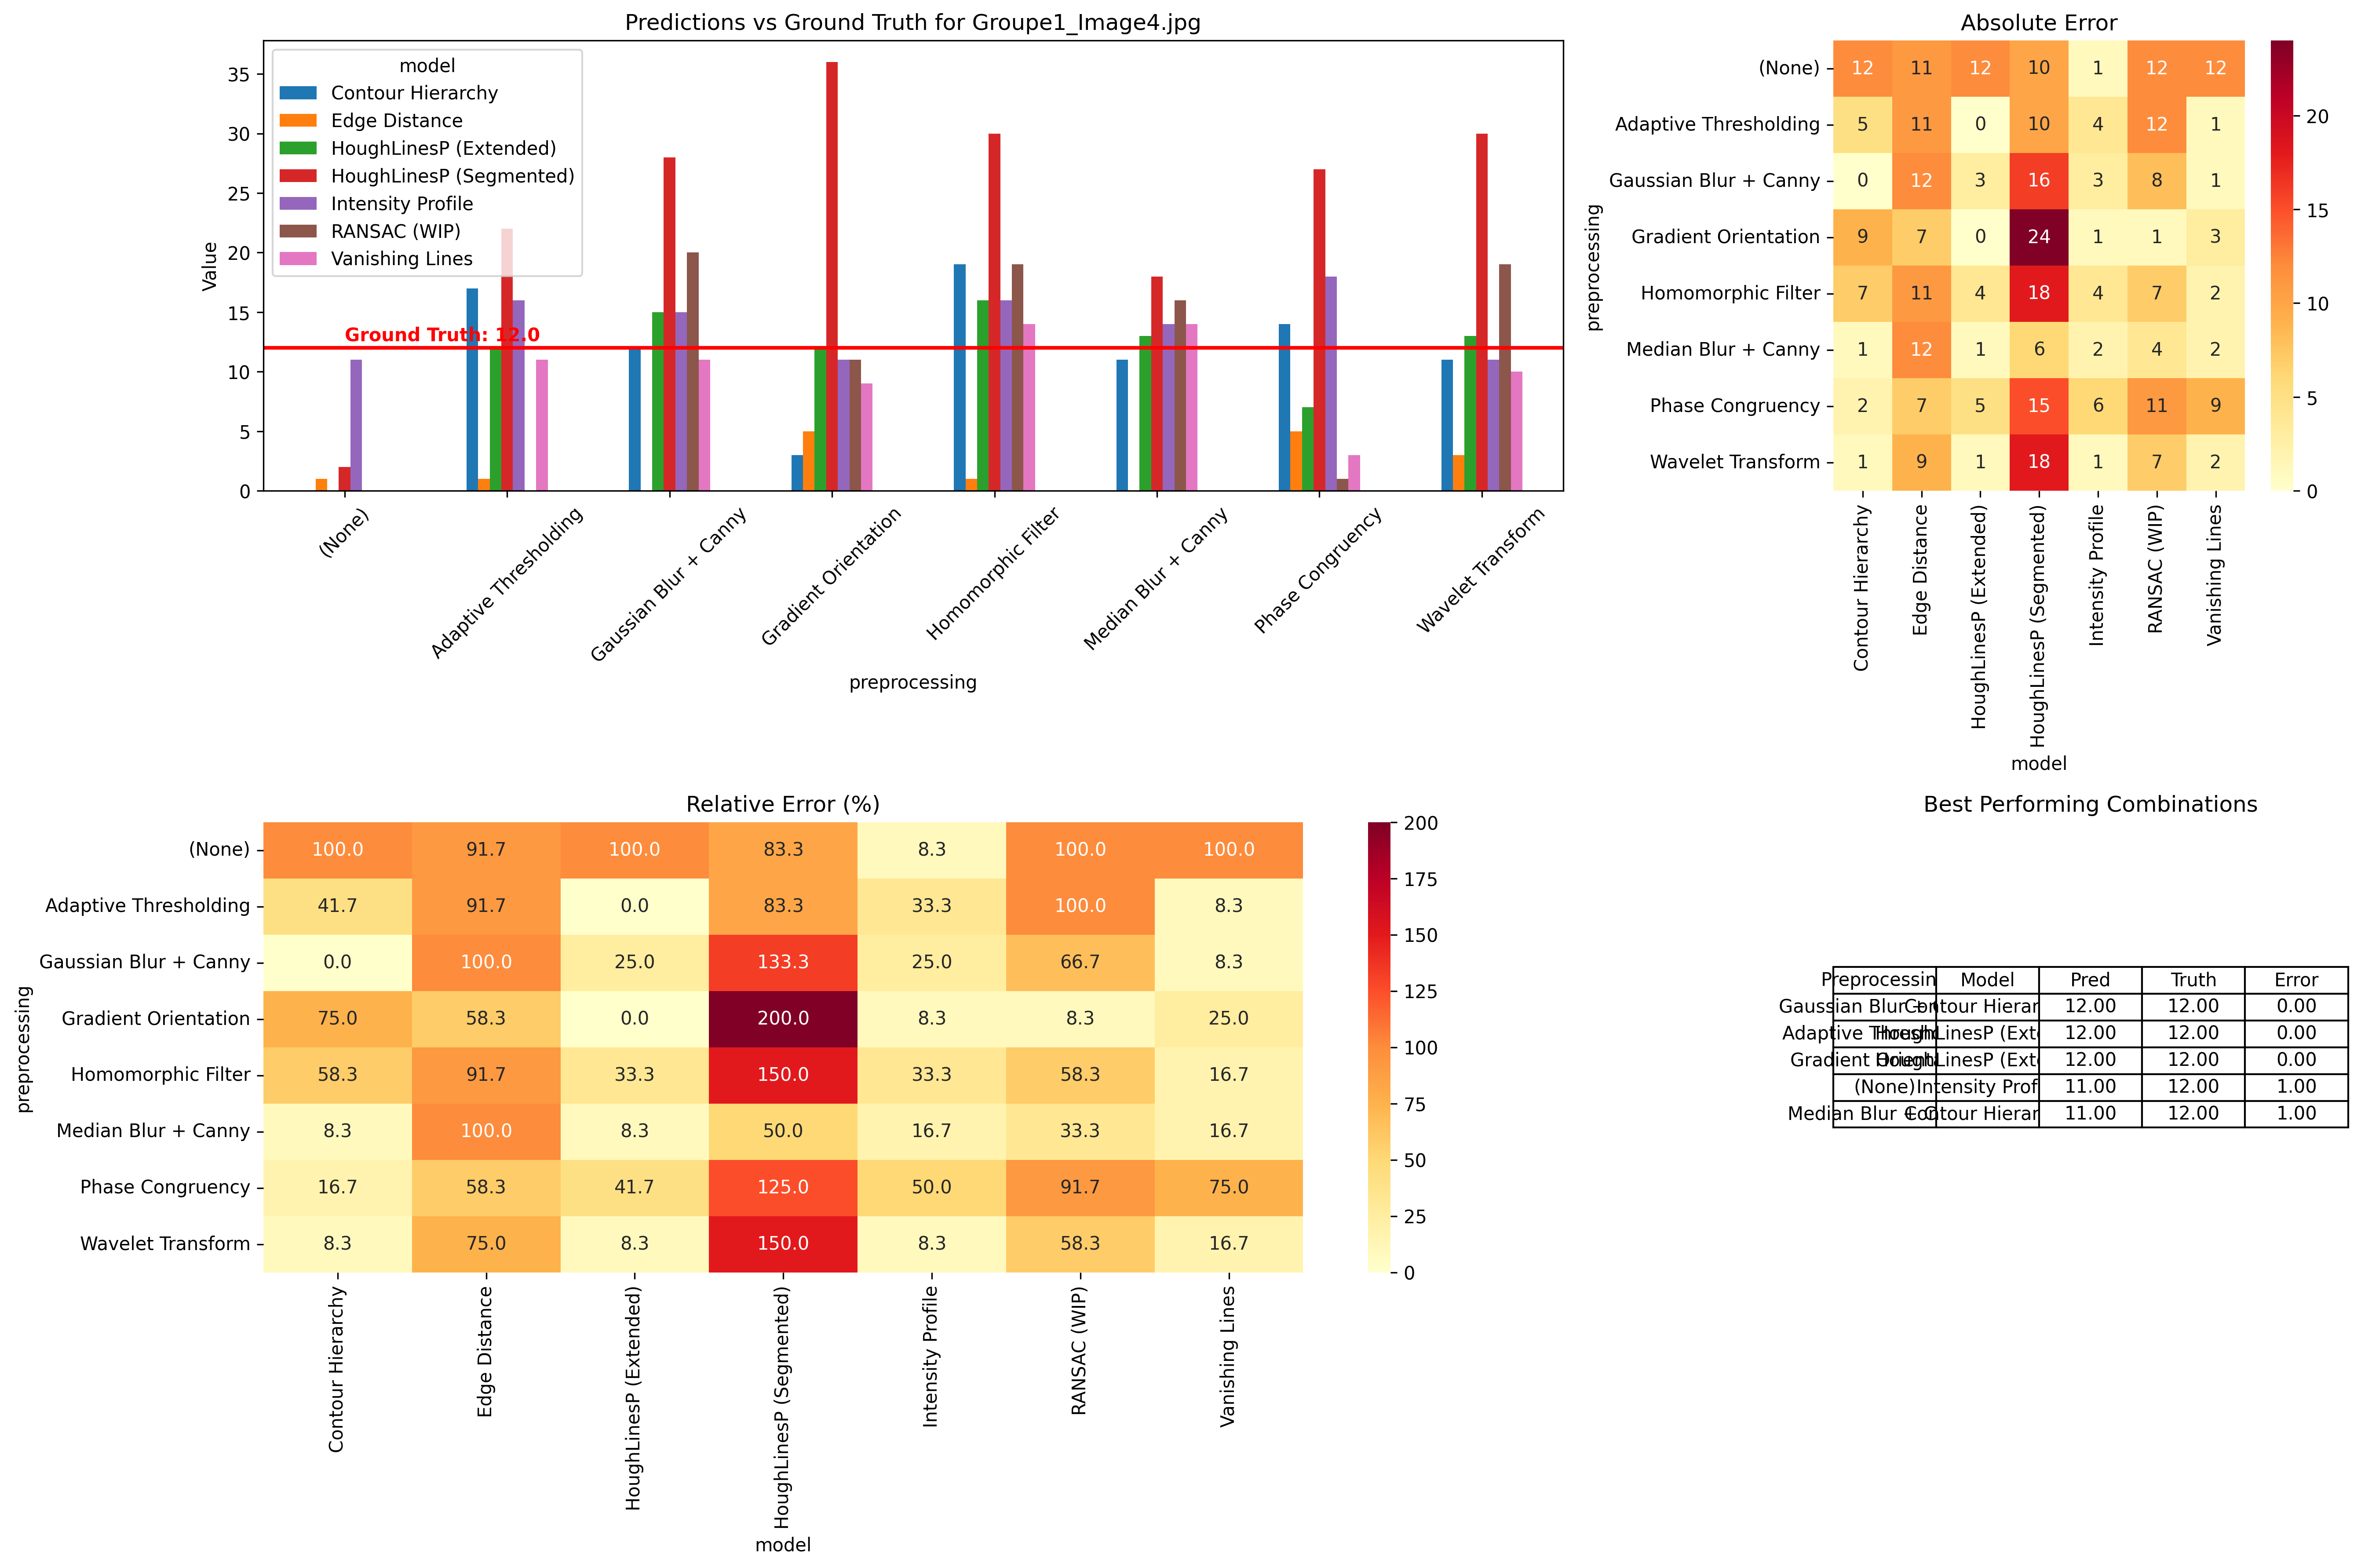 Predictions vs Ground Truth for Groupe1_Image4.jpg
Value
35
30
25
20
15
10
5
0
model
Contour Hierarchy
Edge Distance
HoughLinesP (Extended)
HoughLinesP (Segmented)
Intensity Profile
RANSAC (WIP)
Vanishing Lines
Ground Truth: 12.0
(None)
Adaptive Thresholding
Gaussian Blur + Canny
Gradient Orientation
Homomorphic Filter
Median Blur + Canny
Phase Congruency
Wavelet Transform
preprocessing
Absolute Error
preprocessing
(None) 12 11 12 10 1 12 12
Adaptive Thresholding 5 11 0 10 4 12 1
Gaussian Blur + Canny 0 12 3 16 3 8 1
Gradient Orientation 9 7 0 24 1 1 3
Homomorphic Filter 7 11 4 18 4 7 2
Median Blur + Canny 1 12 1 6 2 4 2
Phase Congruency 2 7 5 15 6 11 9
Wavelet Transform 1 9 1 18 1 7 2
Contour Hierarchy
Edge Distance
HoughLinesP (Extended)
HoughLinesP (Segmented)
Intensity Profile
RANSAC (WIP)
Vanishing Lines
model
20
15
10
5
0
Relative Error (%)
preprocessing
(None) 100.0 91.7 100.0 83.3 8.3 100.0 100.0
Adaptive Thresholding 41.7 91.7 0.0 83.3 33.3 100.0 8.3
Gaussian Blur + Canny 0.0 100.0 25.0 133.3 25.0 66.7 8.3
Gradient Orientation 75.0 58.3 0.0 200.0 8.3 8.3 25.0
Homomorphic Filter 58.3 91.7 33.3 150.0 33.3 58.3 16.7
Median Blur + Canny 8.3 100.0 8.3 50.0 16.7 33.3 16.7
Phase Congruency 16.7 58.3 41.7 125.0 50.0 91.7 75.0
Wavelet Transform 8.3 75.0 8.3 150.0 8.3 58.3 16.7
Contour Hierarchy
Edge Distance
HoughLinesP (Extended)
HoughLinesP (Segmented)
Intensity Profile
RANSAC (WIP)
Vanishing Lines
model
200
175
150
125
100
75
50
25
0
Best Performing Combinations
Preprocessin Model Pred Truth Error
Gaussian Blur Contour Hierar 12.00 12.00 0.00
Adaptive HoughLinesP (Ext 12.00 12.00 0.00
Gradient HoughLinesP (Ext 12.00 12.00 0.00
(None) Intensity Prof 11.00 12.00 1.00
Median Blur Contour Hierar 11.00 12.00 1.00